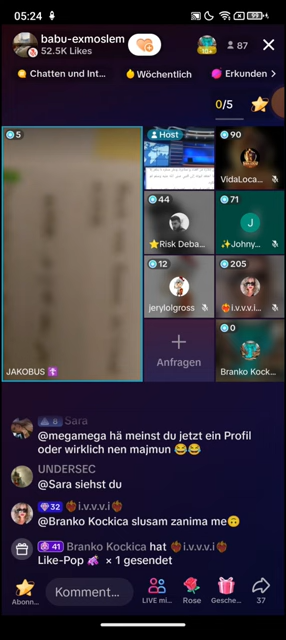 05:24
babu-exmoslem
52.5K Likes
87
Chatten und Int...
Wöchentlich
Erkunden >
0/5
5
Host
90
VidaLoca...
44
⭐Risk Deba...
71
J
✨Johny...
12
jerylolgross
205
❤️‍🔥i.v.v.v.i...
+
Anfragen
0
Branko Kock...
JAKOBUS ✝️
6 Sara
@megamega hä meinst du jetzt ein Profil
oder wirklich nen majmun 😂😂
UNDERSEC
@Sara siehst du
32 ❤️‍🔥i.v.v.v.i❤️‍🔥
@Branko Kockica slusam zanima me🙃
41 Branko Kockica hat ❤️‍🔥i.v.v.v.i❤️‍🔥
Like-Pop × 1 gesendet
Abonn...
Komment...
LIVE mi...
Rose
Gesche...
37